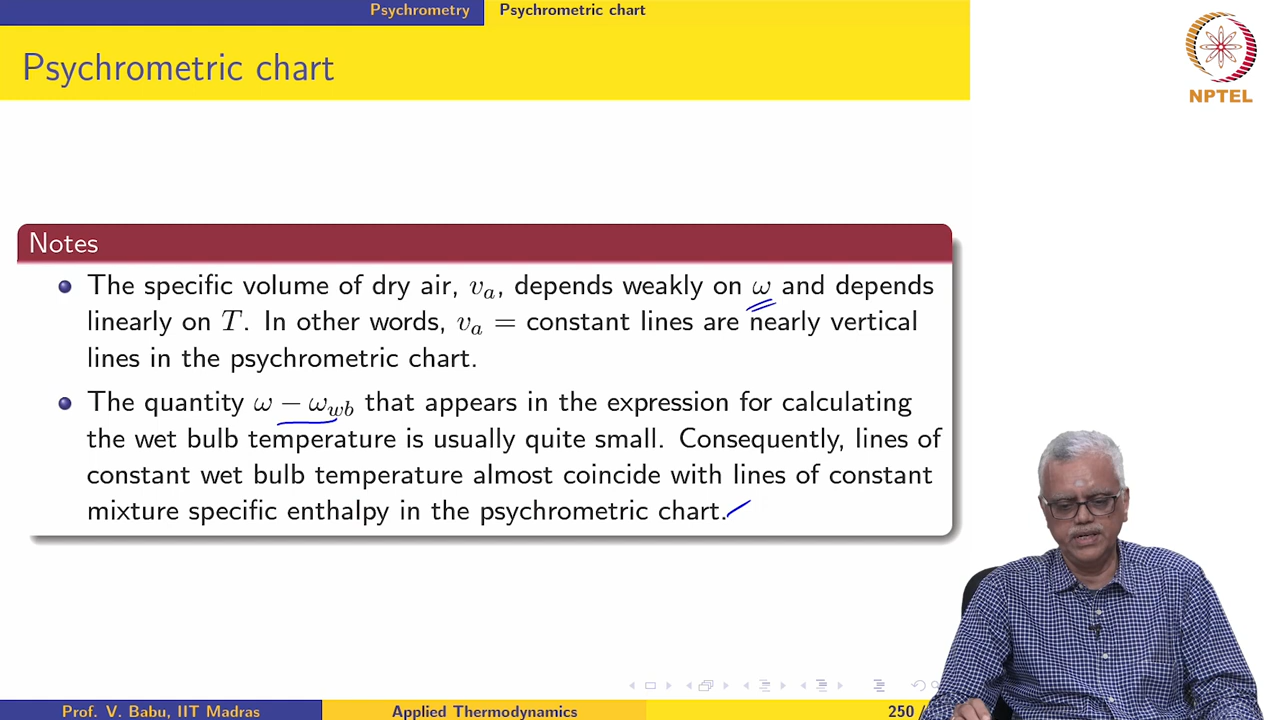 Psychrometry Psychrometric chart
Psychrometric chart
NPTEL
Notes
The specific volume of dry air, vₐ, depends weakly on ω and depends
linearly on T. In other words, vₐ = constant lines are nearly vertical
lines in the psychrometric chart.
The quantity ω − ω_wb that appears in the expression for calculating
the wet bulb temperature is usually quite small. Consequently, lines of
constant wet bulb temperature almost coincide with lines of constant
mixture specific enthalpy in the psychrometric chart.
Prof. V. Babu, IIT Madras Applied Thermodynamics 250 /